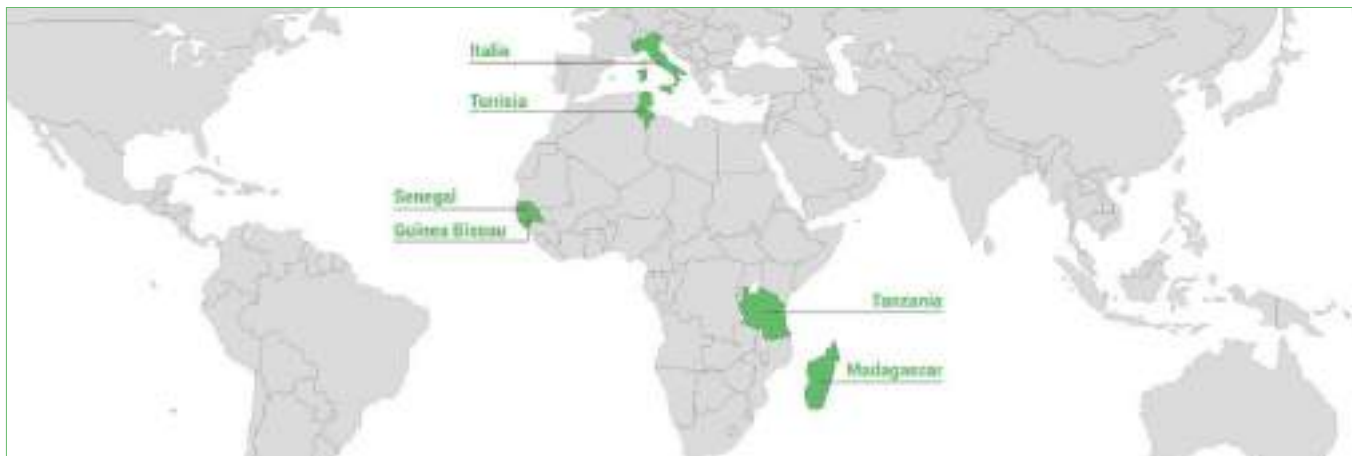 Italia
Tunisia
Senegal
Guinea Bissau
Tanzania
Madagascar